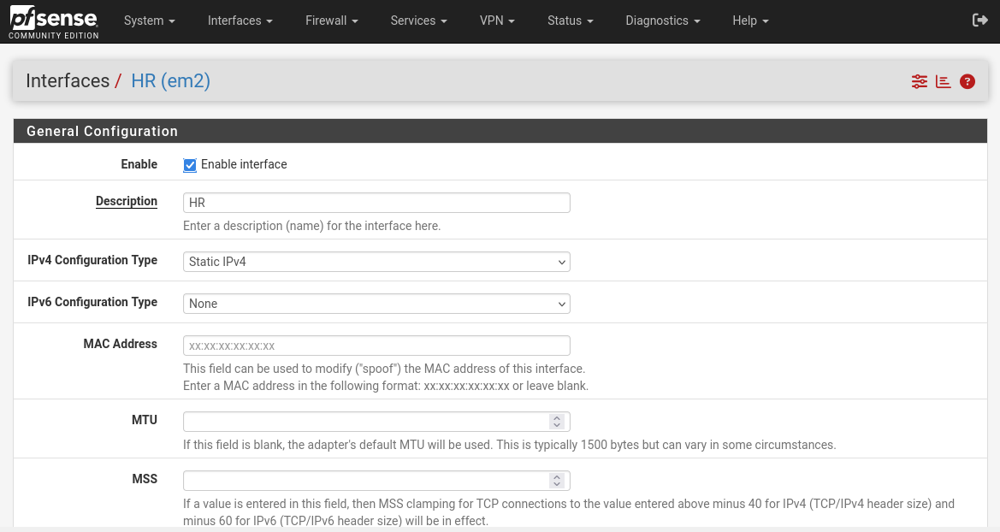 pfsense
COMMUNITY EDITION
System Interfaces Firewall Services VPN Status Diagnostics Help
Interfaces / HR (em2)
General Configuration
Enable Enable interface
Description HR
Enter a description (name) for the interface here.
IPv4 Configuration Type Static IPv4
IPv6 Configuration Type None
MAC Address xx:xx:xx:xx:xx:xx
This field can be used to modify ("spoof") the MAC address of this interface.
Enter a MAC address in the following format: xx:xx:xx:xx:xx:xx or leave blank.
MTU
If this field is blank, the adapter's default MTU will be used. This is typically 1500 bytes but can vary in some circumstances.
MSS
If a value is entered in this field, then MSS clamping for TCP connections to the value entered above minus 40 for IPv4 (TCP/IPv4 header size) and
minus 60 for IPv6 (TCP/IPv6 header size) will be in effect.